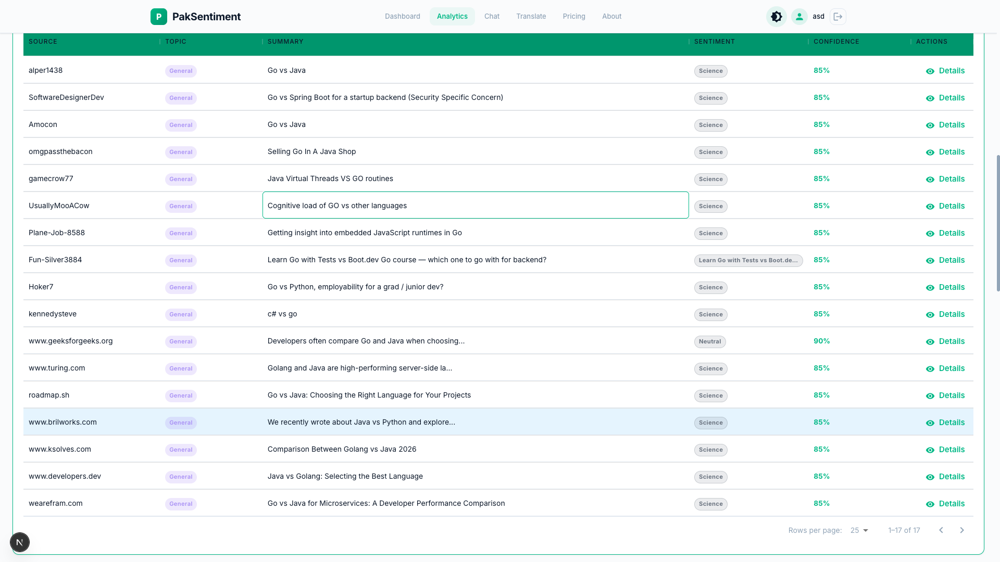 P PakSentiment Dashboard Analytics Chat Translate Pricing About asd
SOURCE TOPIC SUMMARY SENTIMENT CONFIDENCE ACTIONS
alper1438 General Go vs Java Science 85% Details
SoftwareDesignerDev General Go vs Spring Boot for a startup backend (Security Specific Concern) Science 85% Details
Amocon General Go vs Java Science 85% Details
omgpassthebacon General Selling Go In A Java Shop Science 85% Details
gamecrow77 General Java Virtual Threads VS GO routines Science 85% Details
UsuallyMooACow General Cognitive load of GO vs other languages Science 85% Details
Plane-Job-8588 General Getting insight into embedded JavaScript runtimes in Go Science 85% Details
Fun-Silver3884 General Learn Go with Tests vs Boot.dev Go course — which one to go with for backend? Learn Go with Tests vs Boot.de... 85% Details
Hoker7 General Go vs Python, employability for a grad / junior dev? Science 85% Details
kennedysteve General c# vs go Science 85% Details
www.geeksforgeeks.org General Developers often compare Go and Java when choosing... Neutral 90% Details
www.turing.com General Golang and Java are high-performing server-side la... Science 85% Details
roadmap.sh General Go vs Java: Choosing the Right Language for Your Projects Science 85% Details
www.brilworks.com General We recently wrote about Java vs Python and explore... Science 85% Details
www.ksolves.com General Comparison Between Golang vs Java 2026 Science 85% Details
www.developers.dev General Java vs Golang: Selecting the Best Language Science 85% Details
wearefram.com General Go vs Java for Microservices: A Developer Performance Comparison Science 85% Details
Rows per page: 25 1–17 of 17
N